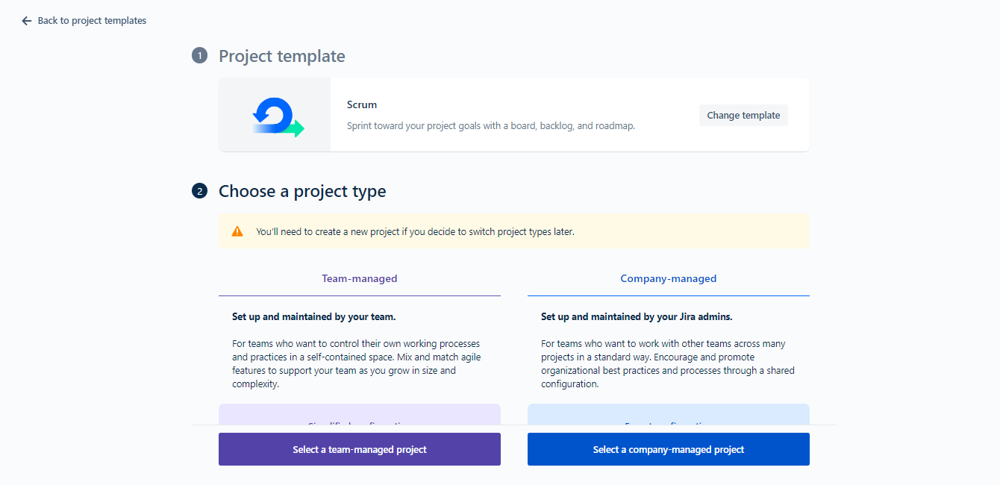 Back to project templates
1 Project template
Scrum
Sprint toward your project goals with a board, backlog, and roadmap.
Change template
2 Choose a project type
You'll need to create a new project if you decide to switch project types later.
Team-managed
Set up and maintained by your team.
For teams who want to control their own working processes
and practices in a self-contained space. Mix and match agile
features to support your team as you grow in size and
complexity.
Company-managed
Set up and maintained by your Jira admins.
For teams who want to work with other teams across many
projects in a standard way. Encourage and promote
organizational best practices and processes through a shared
configuration.
Select a team-managed project
Select a company-managed project